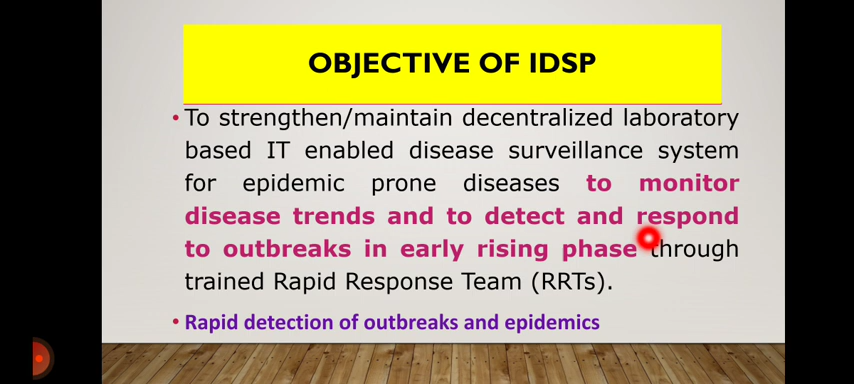 OBJECTIVE OF IDSP
• To strengthen/maintain decentralized laboratory
based IT enabled disease surveillance system
for epidemic prone diseases to monitor
disease trends and to detect and respond
to outbreaks in early rising phase through
trained Rapid Response Team (RRTs).
• Rapid detection of outbreaks and epidemics